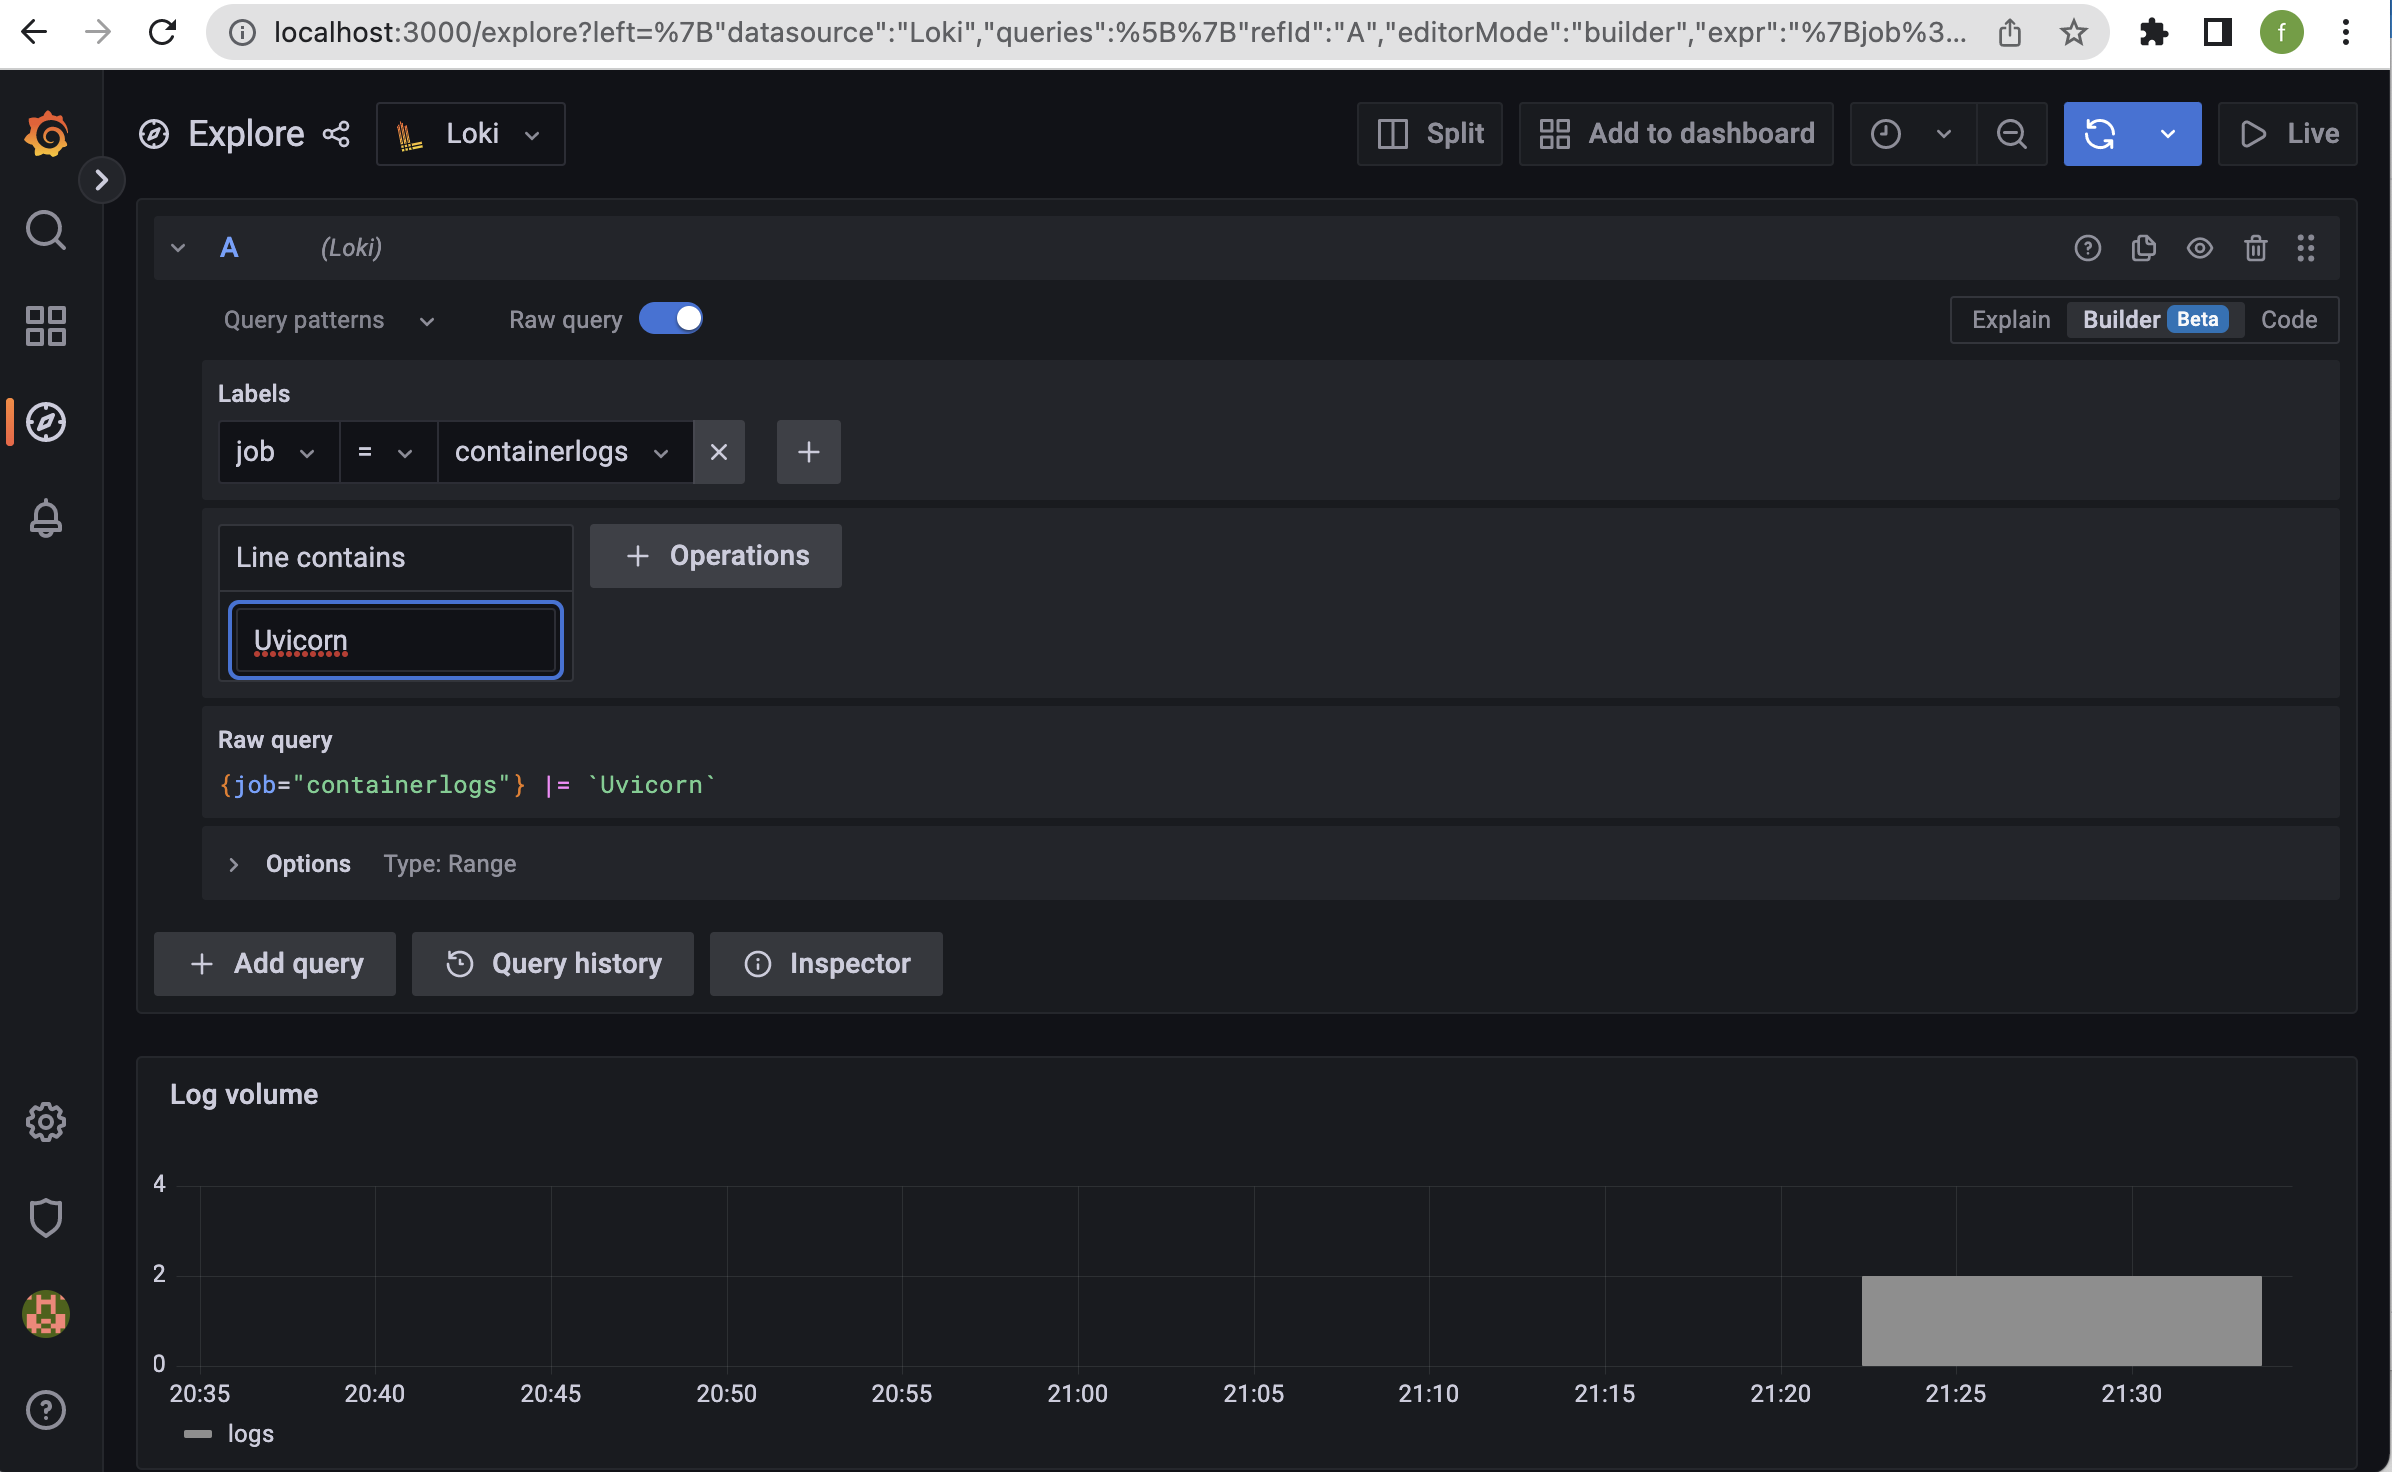 localhost:3000/explore?left=%7B"datasource":"Loki","queries":%5B%7B"refId":"A","editorMode":"builder","expr":"%7Bjob%3... f
Explore Loki Split Add to dashboard Live
A (Loki)
Query patterns Raw query Explain Builder Beta Code
Labels
job = containerlogs
Line contains Operations
Uvicorn
Raw query
{job="containerlogs"} |= `Uvicorn`
Options Type: Range
Add query Query history Inspector
Log volume
4
2
0
20:35 20:40 20:45 20:50 20:55 21:00 21:05 21:10 21:15 21:20 21:25 21:30
logs